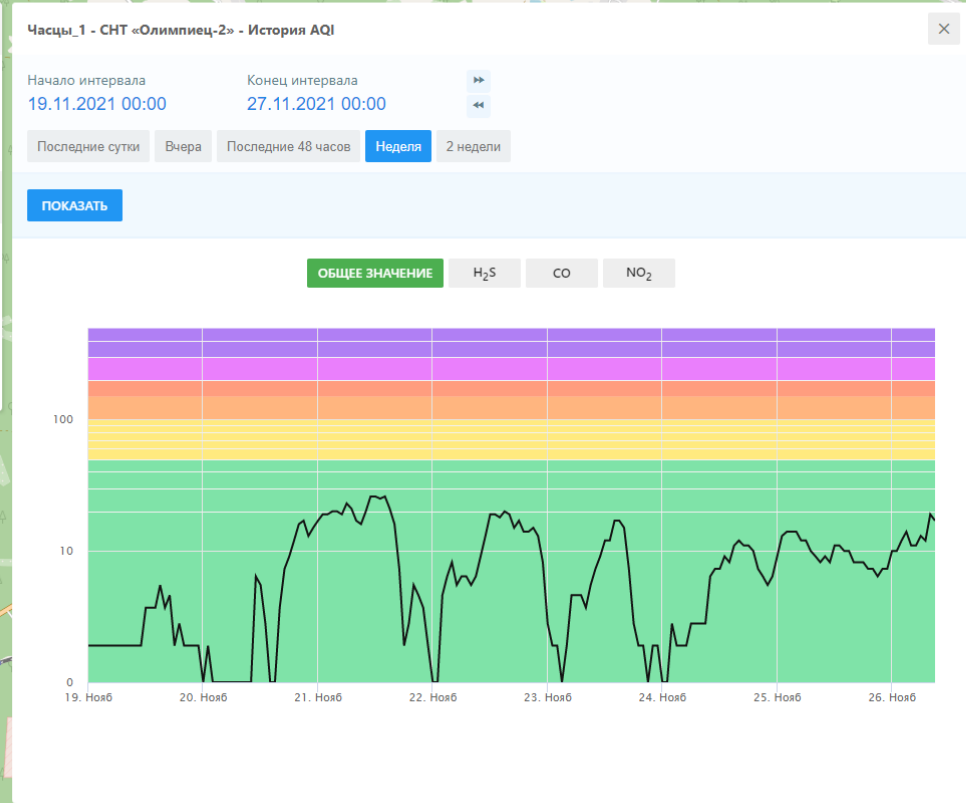 Часцы_1 - СНТ «Олимпиец-2» - История AQI
Начало интервала Конец интервала
19.11.2021 00:00 27.11.2021 00:00
Последние сутки Вчера Последние 48 часов Неделя 2 недели
ПОКАЗАТЬ
ОБЩЕЕ ЗНАЧЕНИЕ H₂S CO NO₂
100
10
0
19. Нояб 20. Нояб 21. Нояб 22. Нояб 23. Нояб 24. Нояб 25. Нояб 26. Нояб